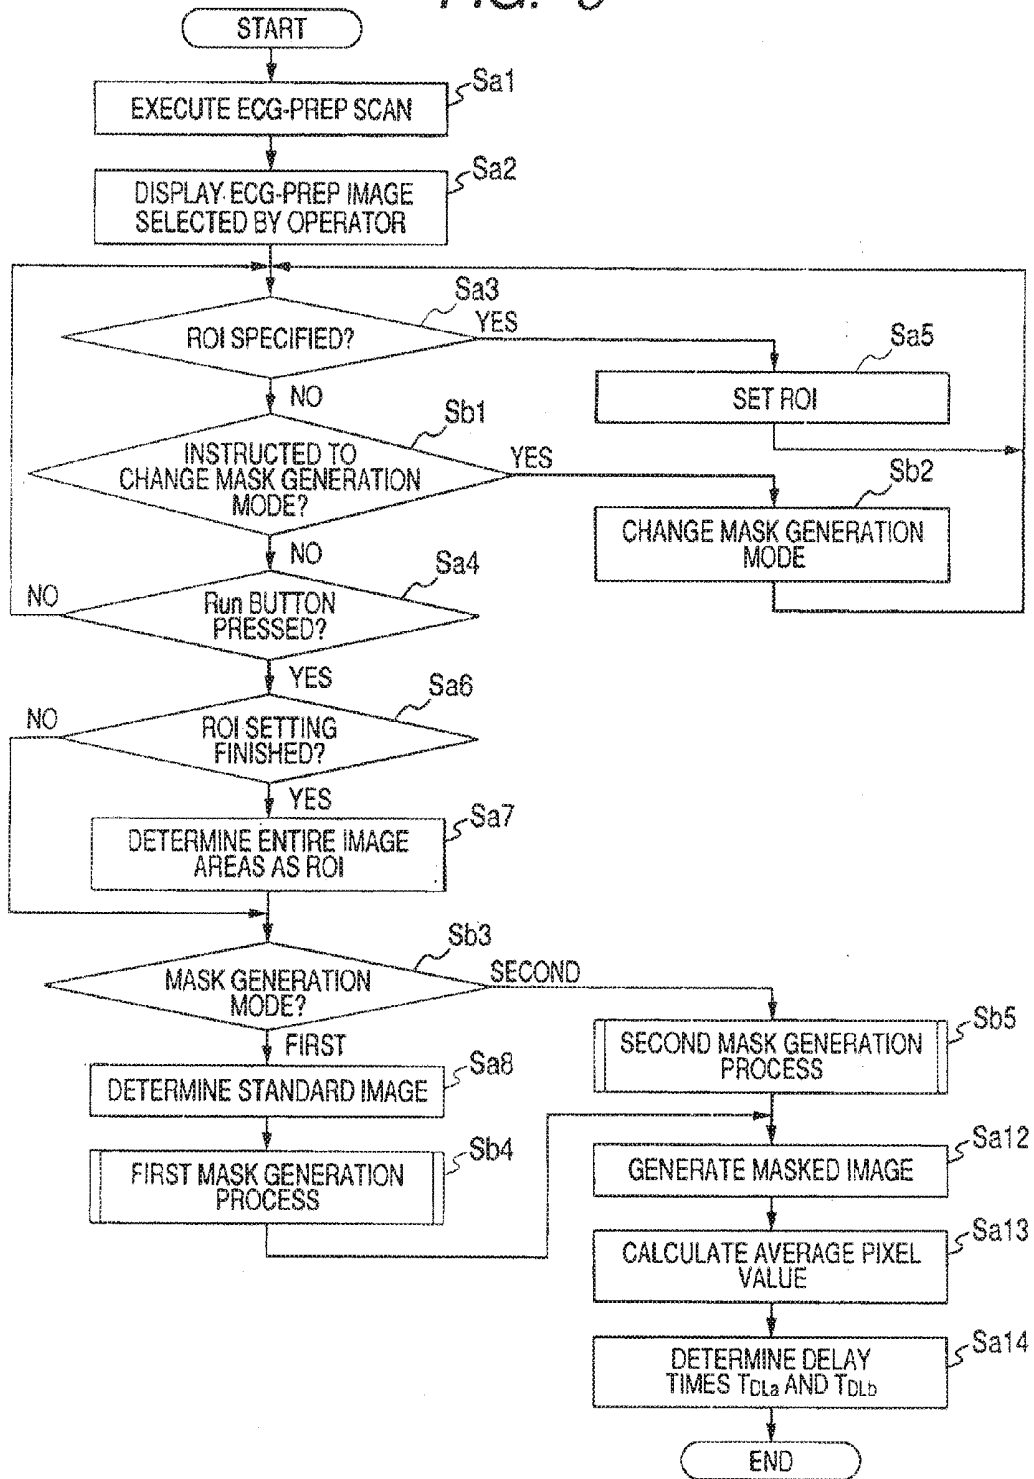 START
EXECUTE ECG-PREP SCAN
Sa1
DISPLAY ECG-PREP IMAGE
SELECTED BY OPERATOR
Sa2
ROI SPECIFIED?
Sa3
YES
NO
SET ROI
Sa5
INSTRUCTED TO
CHANGE MASK GENERATION
MODE?
Sb1
YES
NO
CHANGE MASK GENERATION
MODE
Sb2
Run BUTTON
PRESSED?
Sa4
NO
YES
ROI SETTING
FINISHED?
Sa6
NO
YES
DETERMINE ENTIRE IMAGE
AREAS AS ROI
Sa7
MASK GENERATION
MODE?
Sb3
SECOND
FIRST
DETERMINE STANDARD IMAGE
Sa8
FIRST MASK GENERATION
PROCESS
Sb4
SECOND MASK GENERATION
PROCESS
Sb5
GENERATE MASKED IMAGE
Sa12
CALCULATE AVERAGE PIXEL
VALUE
Sa13
DETERMINE DELAY
TIMES TDLa AND TDLb
Sa14
END